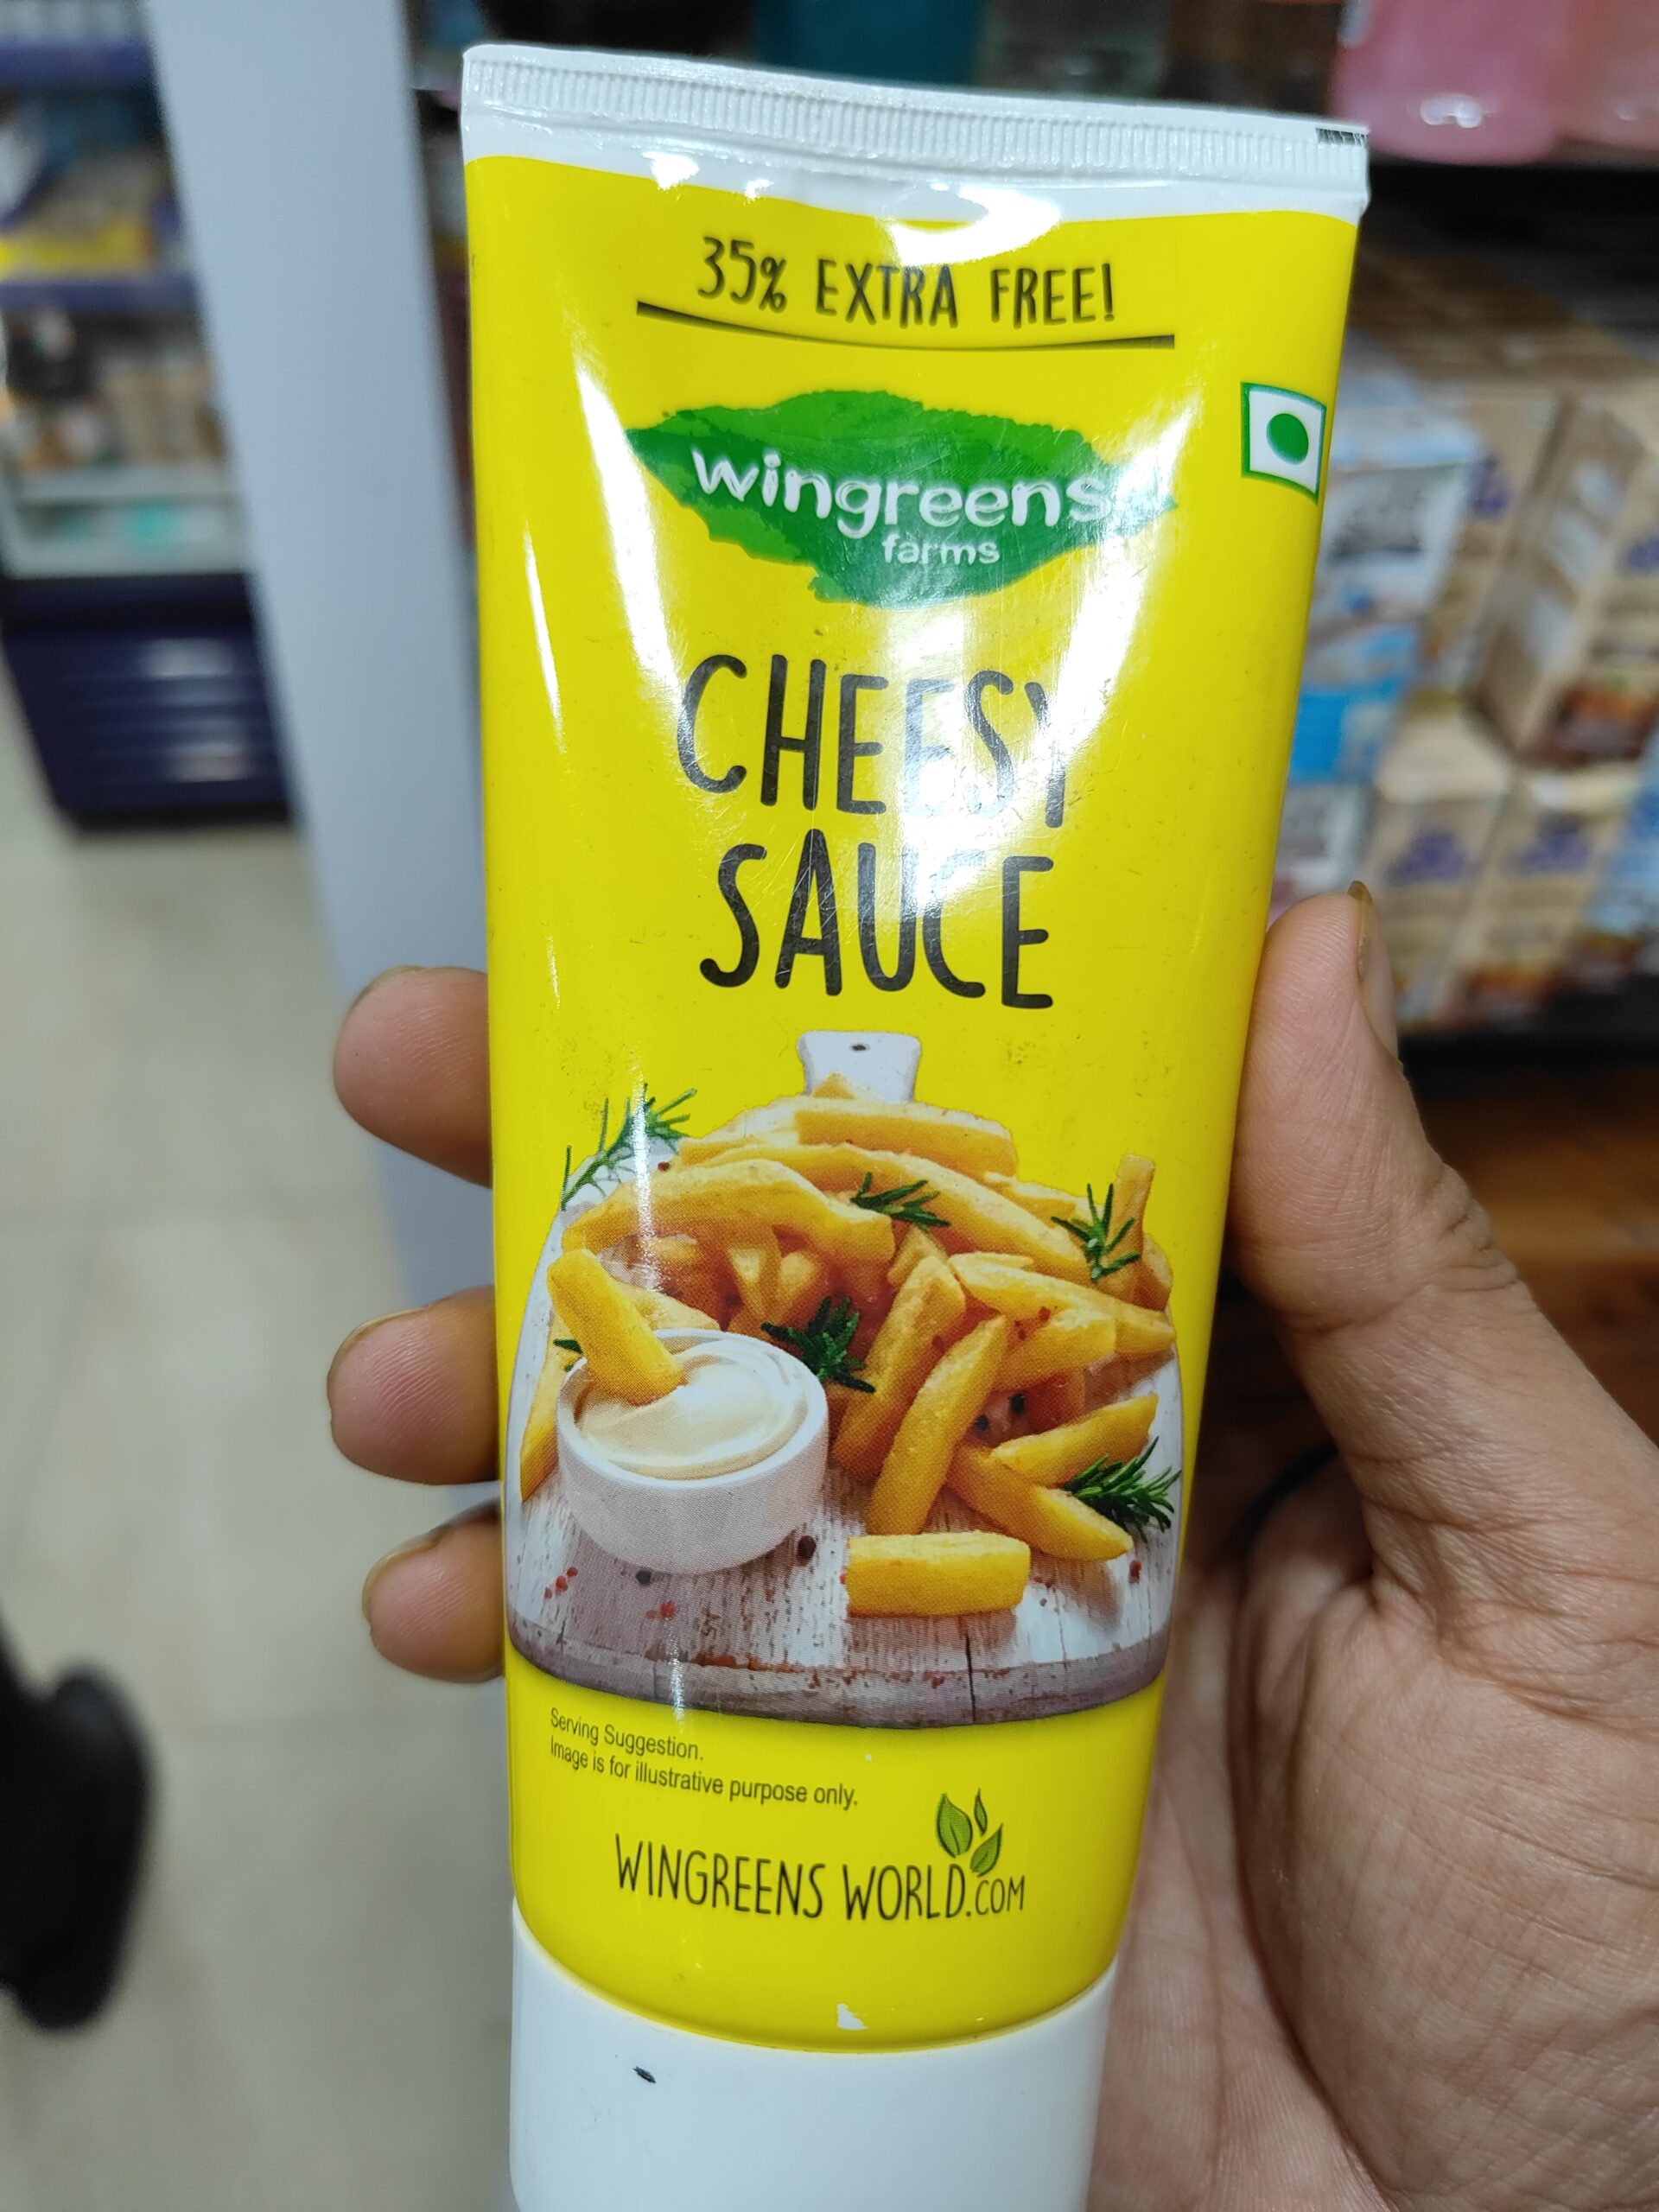 35% EXTRA FREE!
wingreens
farms
CHEESY
SAUCE
Serving Suggestion.
Image is for illustrative purpose only.
WINGREENS WORLD.COM